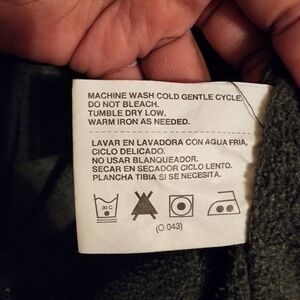 MACHINE WASH COLD GENTLE CYCLE
DO NOT BLEACH.
TUMBLE DRY LOW.
WARM IRON AS NEEDED.
LAVAR EN LAVADORA CON AGUA FRIA,
CICLO DELICADO.
NO USAR BLANQUEADOR.
SECAR EN SECADOR CICLO LENTO.
PLANCHA TIBIA SI SE NECESITA.
30 C
(O 043)